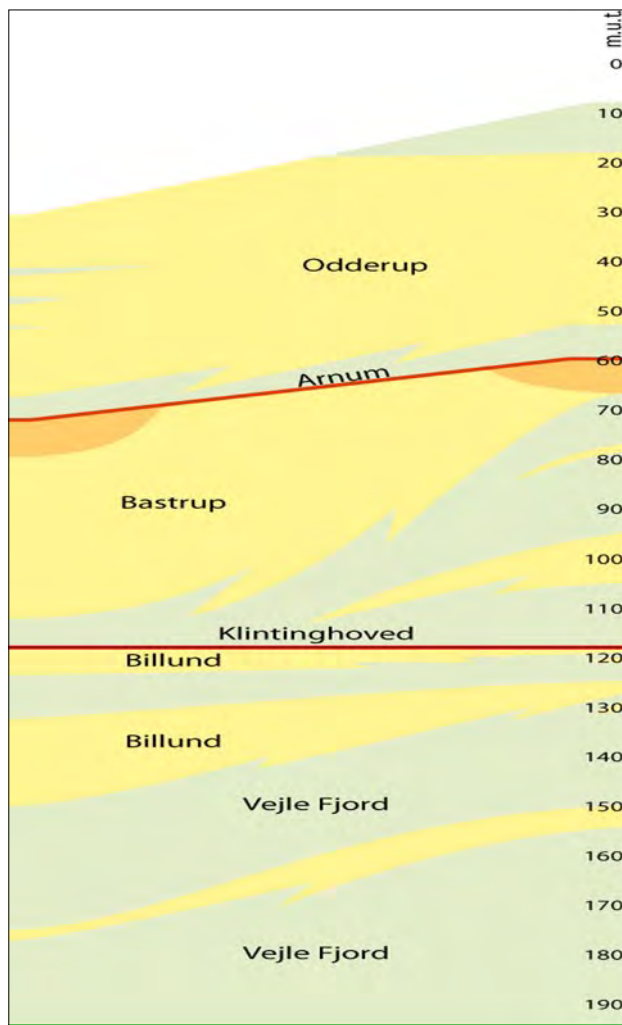 m.u.t.
0
10
20
30
Odderup
40
50
60
Arnum
70
80
Bastrup
90
100
110
Klintinghoved
Billund
120
130
Billund
140
Vejle Fjord
150
160
170
Vejle Fjord
180
190